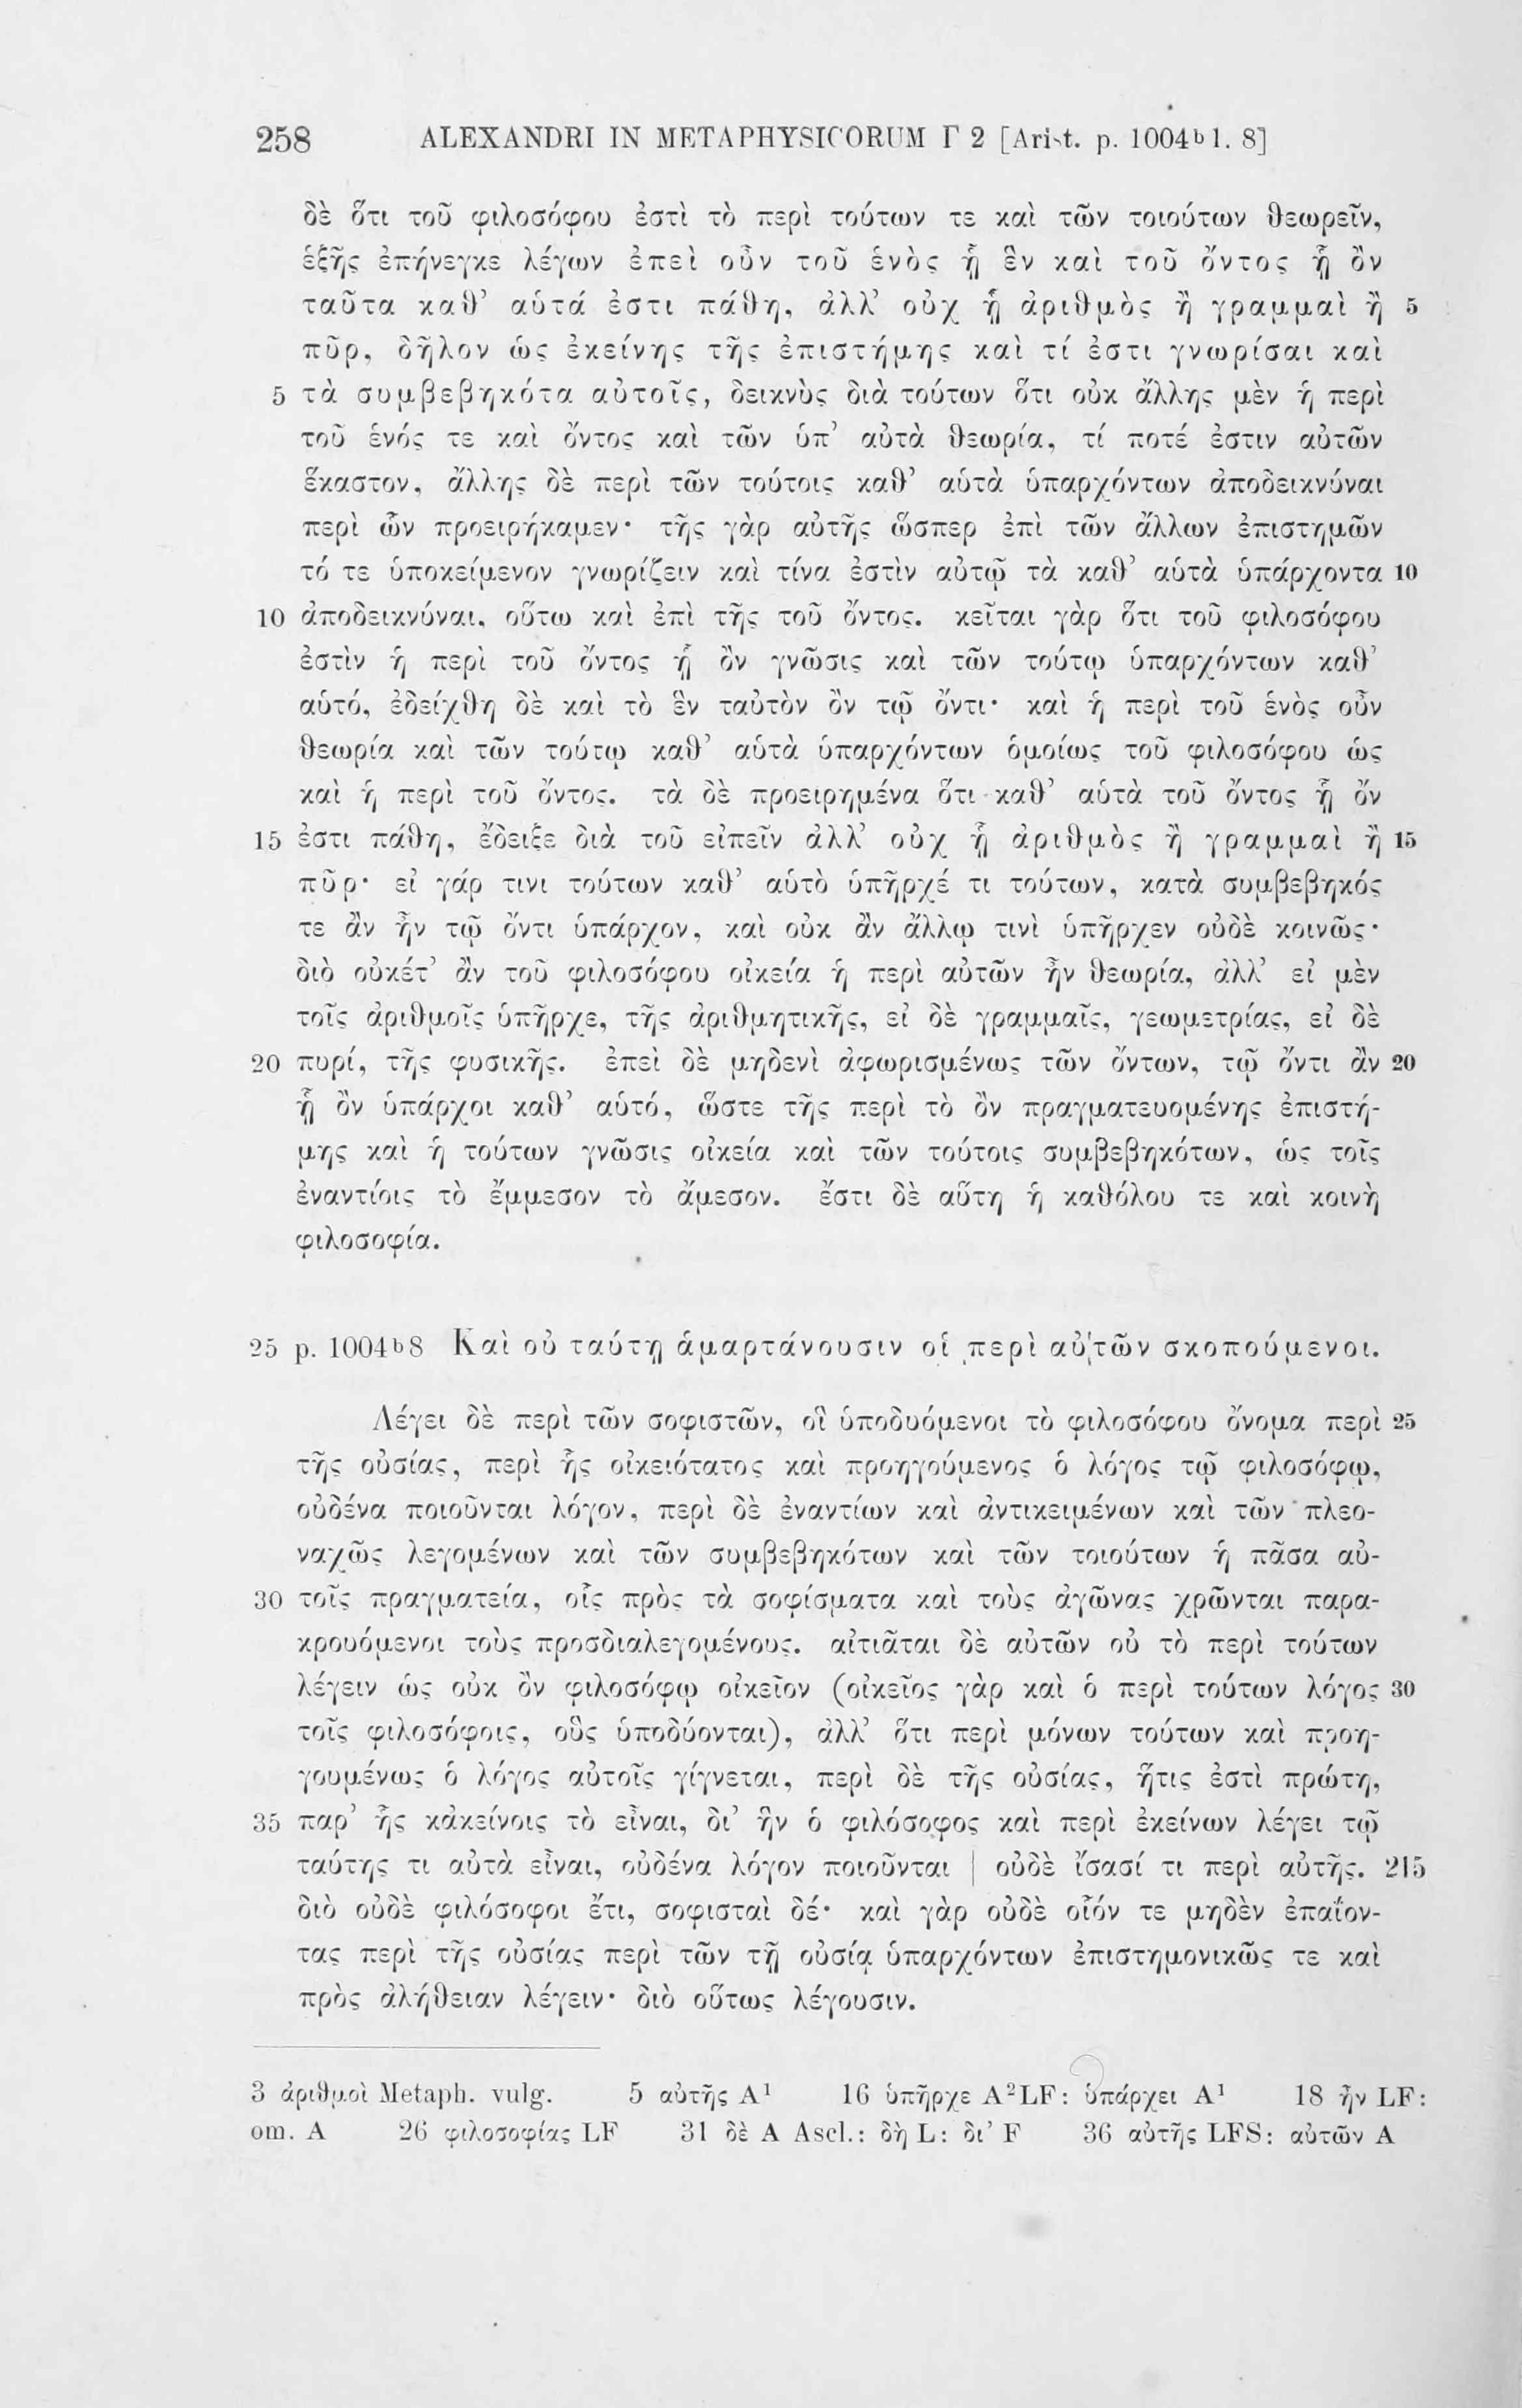 258 ALEXANDRI IN METAPHYSICORUM Γ 2 [Arist. p. 1004b l. 8]
δὲ ὅτι τοῦ φιλοσόφου ἐστὶ τὸ περὶ τούτων τε καὶ τῶν τοιούτων θεωρεῖν,
ἑξῆς ἐπήνεγκε λέγων ἐπεὶ οὖν τοῦ ἑνὸς ᾗ ἓν καὶ τοῦ ὄντος ᾗ ὂν
ταῦτα καθ’ αὑτά ἐστι πάθη, ἀλλ’ οὐχ ᾗ ἀριθμὸς ἢ γραμμαὶ ἢ 5
πῦρ, δῆλον ὡς ἐκείνης τῆς ἐπιστήμης καὶ τί ἐστι γνωρίσαι καὶ
5 τὰ συμβεβηκότα αὐτοῖς, δεικνὺς διὰ τούτων ὅτι οὐκ ἄλλης μὲν ἡ περὶ
τοῦ ἑνός τε καὶ ὄντος καὶ τῶν ὑπ’ αὐτὰ θεωρία, τί ποτέ ἐστιν αὐτῶν
ἕκαστον, ἄλλης δὲ περὶ τῶν τούτοις καθ’ αὑτὰ ὑπαρχόντων ἀποδεικνύναι
περὶ ὧν προειρήκαμεν· τῆς γὰρ αὐτῆς ὥσπερ ἐπὶ τῶν ἄλλων ἐπιστημῶν
τό τε ὑποκείμενον γνωρίζειν καὶ τίνα ἐστὶν αὐτῷ τὰ καθ’ αὑτὰ ὑπάρχοντα 10
10 ἀποδεικνύναι, οὕτω καὶ ἐπὶ τῆς τοῦ ὄντος. κεῖται γὰρ ὅτι τοῦ φιλοσόφου
ἐστὶν ἡ περὶ τοῦ ὄντος ᾗ ὂν γνῶσις καὶ τῶν τούτῳ ὑπαρχόντων καθ’
αὑτό, ἐδείχθη δὲ καὶ τὸ ἓν ταὐτὸν ὂν τῷ ὄντι· καὶ ἡ περὶ τοῦ ἑνὸς οὖν
θεωρία καὶ τῶν τούτῳ καθ’ αὑτὰ ὑπαρχόντων ὁμοίως τοῦ φιλοσόφου ὡς
καὶ ἡ περὶ τοῦ ὄντος. τὰ δὲ προειρημένα ὅτι καθ’ αὑτὰ τοῦ ὄντος ᾗ ὄν
15 ἐστι πάθη, ἔδειξε διὰ τοῦ εἰπεῖν ἀλλ’ οὐχ ᾗ ἀριθμὸς ἢ γραμμαὶ ἢ 15
πῦρ· εἰ γάρ τινι τούτων καθ’ αὑτὸ ὑπῆρχέ τι τούτων, κατὰ συμβεβηκός
τε ἂν ἦν τῷ ὄντι ὑπάρχον, καὶ οὐκ ἂν ἄλλῳ τινὶ ὑπῆρχεν οὐδὲ κοινῶς·
διὸ οὐκέτ’ ἂν τοῦ φιλοσόφου οἰκεία ἡ περὶ αὐτῶν ἦν θεωρία, ἀλλ’ εἰ μὲν
τοῖς ἀριθμοῖς ὑπῆρχε, τῆς ἀριθμητικῆς, εἰ δὲ γραμμαῖς, γεωμετρίας, εἰ δὲ
20 πυρί, τῆς φυσικῆς. ἐπεὶ δὲ μηδενὶ ἀφωρισμένως τῶν ὄντων, τῷ ὄντι ἂν 20
ᾗ ὂν ὑπάρχοι καθ’ αὑτό, ὥστε τῆς περὶ τὸ ὂν πραγματευομένης ἐπιστή-
μης καὶ ἡ τούτων γνῶσις οἰκεία καὶ τῶν τούτοις συμβεβηκότων, ὡς τοῖς
ἐναντίοις τὸ ἔμμεσον τὸ ἄμεσον. ἔστι δὲ αὕτη ἡ καθόλου τε καὶ κοινὴ
φιλοσοφία.
25 p. 1004b8 Καὶ οὐ ταύτῃ ἁμαρτάνουσιν οἱ περὶ αὐτῶν σκοπούμενοι.
Λέγει δὲ περὶ τῶν σοφιστῶν, οἳ ὑποδυόμενοι τὸ φιλοσόφου ὄνομα περὶ 25
τῆς οὐσίας, περὶ ἧς οἰκειότατος καὶ προηγούμενος ὁ λόγος τῷ φιλοσόφῳ,
οὐδένα ποιοῦνται λόγον, περὶ δὲ ἐναντίων καὶ ἀντικειμένων καὶ τῶν πλεο-
ναχῶς λεγομένων καὶ τῶν συμβεβηκότων καὶ τῶν τοιούτων ἡ πᾶσα αὐ-
30 τοῖς πραγματεία, οἷς πρὸς τὰ σοφίσματα καὶ τοὺς ἀγῶνας χρῶνται παρα-
κρουόμενοι τοὺς προσδιαλεγομένους. αἰτιᾶται δὲ αὐτῶν οὐ τὸ περὶ τούτων
λέγειν ὡς οὐκ ὂν φιλοσόφῳ οἰκεῖον (οἰκεῖος γὰρ καὶ ὁ περὶ τούτων λόγος 30
τοῖς φιλοσόφοις, οὓς ὑποδύονται), ἀλλ’ ὅτι περὶ μόνων τούτων καὶ προη-
γουμένως ὁ λόγος αὐτοῖς γίγνεται, περὶ δὲ τῆς οὐσίας, ἥτις ἐστὶ πρώτη,
35 παρ’ ἧς κἀκείνοις τὸ εἶναι, δι’ ἣν ὁ φιλόσοφος καὶ περὶ ἐκείνων λέγει τῷ
ταύτης τι αὐτὰ εἶναι, οὐδένα λόγον ποιοῦνται | οὐδὲ ἴσασί τι περὶ αὐτῆς. 215
διὸ οὐδὲ φιλόσοφοι ἔτι, σοφισταὶ δέ· καὶ γὰρ οὐδὲ οἷόν τε μηδὲν ἐπαΐον-
τας περὶ τῆς οὐσίας περὶ τῶν τῇ οὐσίᾳ ὑπαρχόντων ἐπιστημονικῶς τε καὶ
πρὸς ἀλήθειαν λέγειν· διὸ οὕτως λέγουσιν.
3 ἀριθμοὶ Metaph. vulg. 5 αὐτῆς A¹ 16 ὑπῆρχε A²LF: ὑπάρχει A¹ 18 ἦν LF:
om. A 26 φιλοσοφίας LF 31 δὲ A Ascl.: δὴ L: δι’ F 36 αὐτῆς LFS: αὐτῶν A